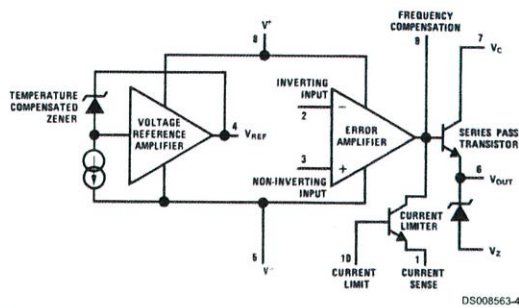 FREQUENCY
COMPENSATION
V+
8
9
7
VC
TEMPERATURE
COMPENSATED
ZENER
INVERTING
INPUT
2
−
VOLTAGE
REFERENCE
AMPLIFIER
4
VREF
ERROR
AMPLIFIER
SERIES PASS
TRANSISTOR
3
+
NON-INVERTING
INPUT
6
VOUT
CURRENT
LIMITER
5
V−
VZ
10
CURRENT
LIMIT
1
CURRENT
SENSE
DS008563-4